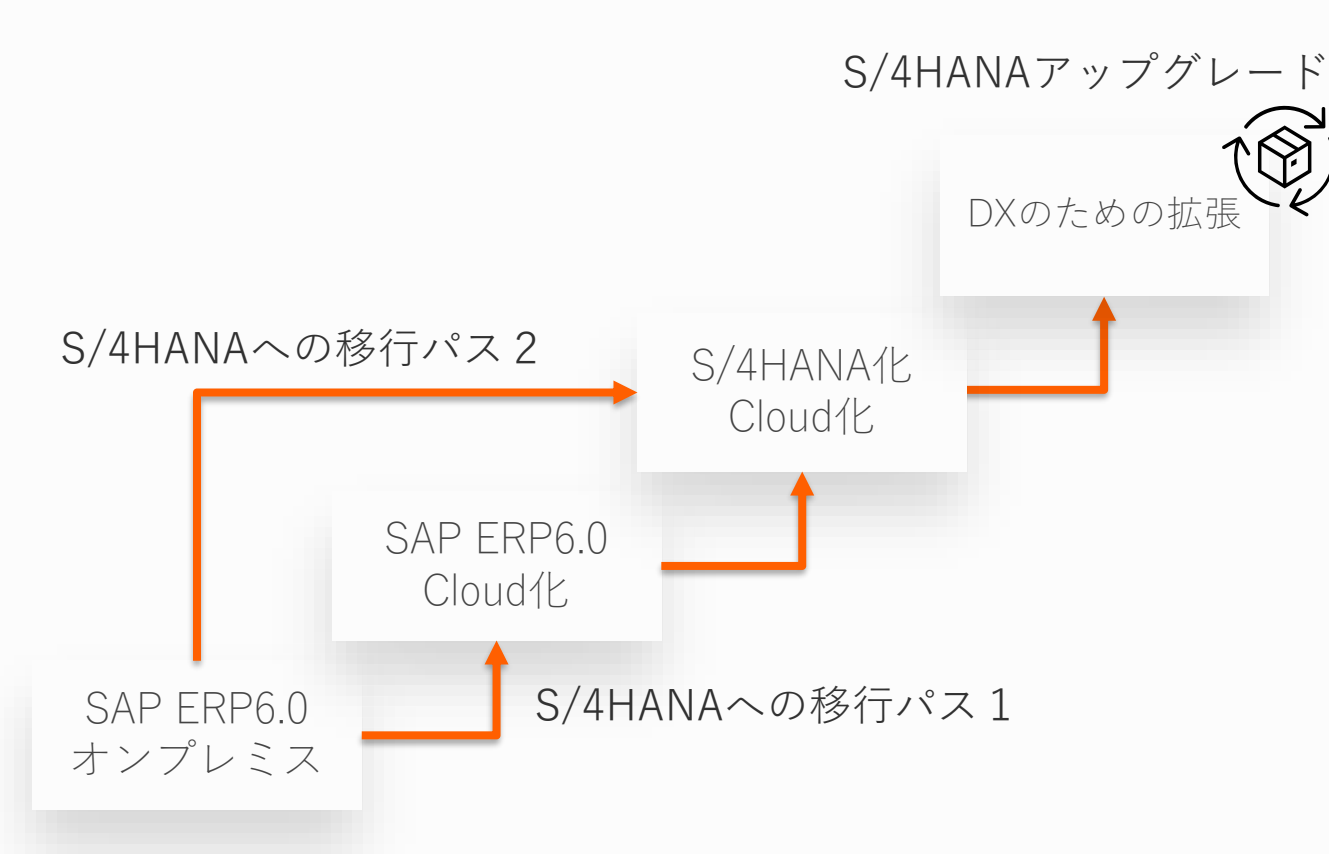 S/4HANAアップグレード
DXのための拡張
S/4HANAへの移行パス２
S/4HANA化
Cloud化
SAP ERP6.0
Cloud化
S/4HANAへの移行パス１
SAP ERP6.0
オンプレミス